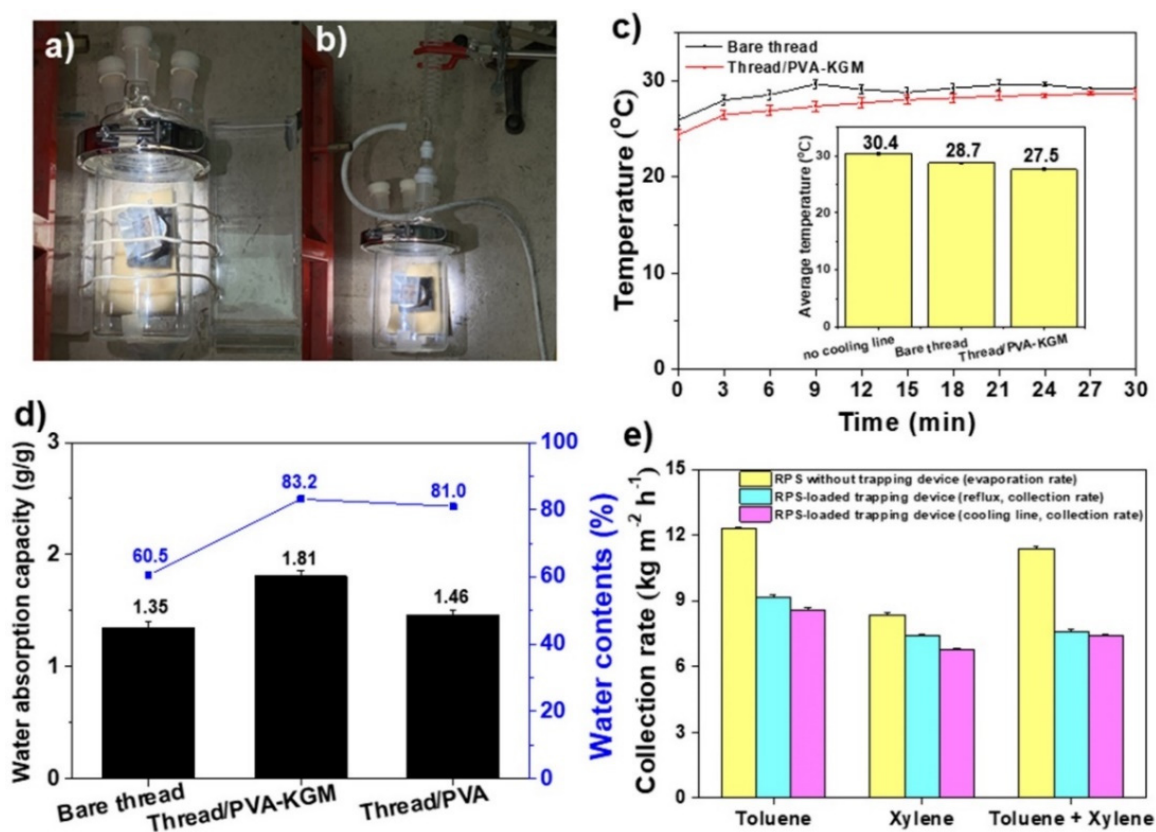 a)
b)
c)
Bare thread
Thread/PVA-KGM
Temperature (°C)
40
30
20
10
0
0 3 6 9 12 15 18 21 24 27 30
Time (min)
Average temperature (°C)
30
20
10
0
30.4 28.7 27.5
no cooling line Bare thread Thread/PVA-KGM
d)
Water absorption capacity (g/g)
3
2
1
0
60.5 83.2 81.0
1.35 1.81 1.46
100
80
60
40
20
0
Water contents (%)
Bare thread Thread/PVA-KGM Thread/PVA
e)
Collection rate (kg m⁻² h⁻¹)
15
12
9
6
3
0
RPS without trapping device (evaporation rate)
RPS-loaded trapping device (reflux, collection rate)
RPS-loaded trapping device (cooling line, collection rate)
Toluene Xylene Toluene + Xylene